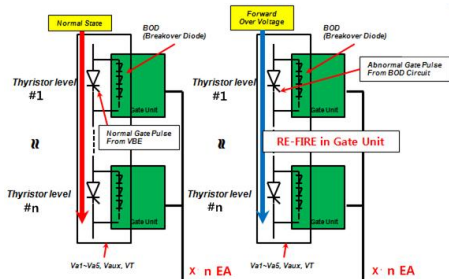 Normal State
BOD
(Breakover Diode)
Thyristor level
#1
Gate Unit
Normal Gate Pulse
From VBE
≈
Thyristor level
#n
Gate Unit
Va1~Va5, Vaux, VT
X · n EA
Forward
Over Voltage
BOD
(Breakover Diode)
Abnormal Gate Pulse
From BOD Circuit
Thyristor level
#1
Gate Unit
RE-FIRE in Gate Unit
≈
Thyristor level
#n
Gate Unit
Va1~Va5, Vaux, VT
X · n EA